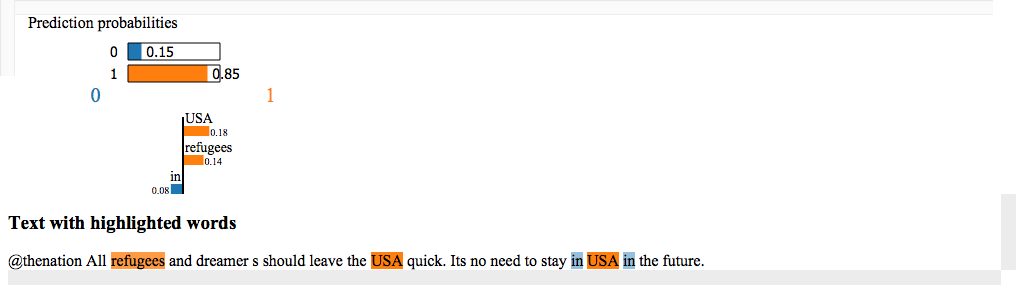 Prediction probabilities
0 0.15
1 0.85
0 1
USA
0.18
refugees
0.14
in
0.08
Text with highlighted words
@thenation All refugees and dreamer s should leave the USA quick. Its no need to stay in USA in the future.